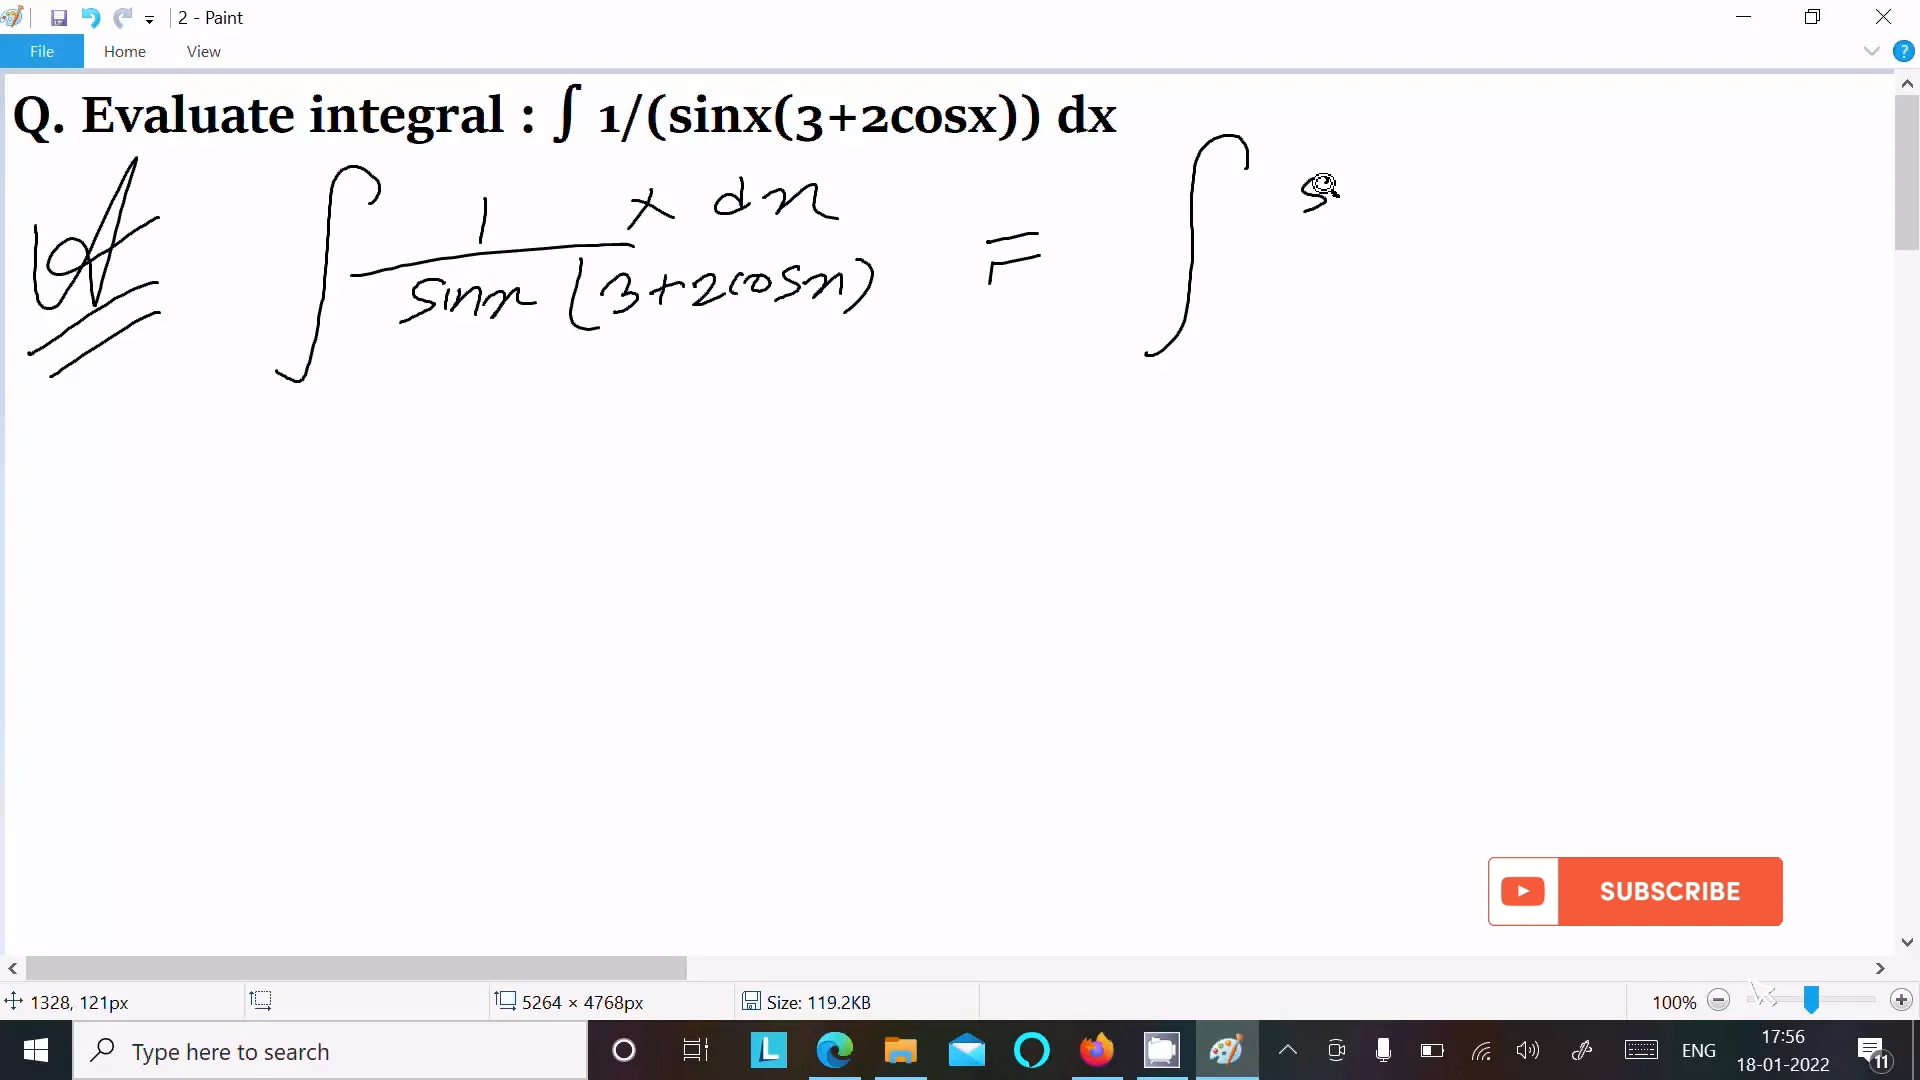 2 - Paint
File Home View
Q. Evaluate integral : ∫ 1/(sinx(3+2cosx)) dx
∫ 1 × dx = ∫ s
sinx (3+2cosx)
SUBSCRIBE
1328, 121px 5264 × 4768px Size: 119.2KB 100%
Type here to search L ENG 17:56
18-01-2022 11